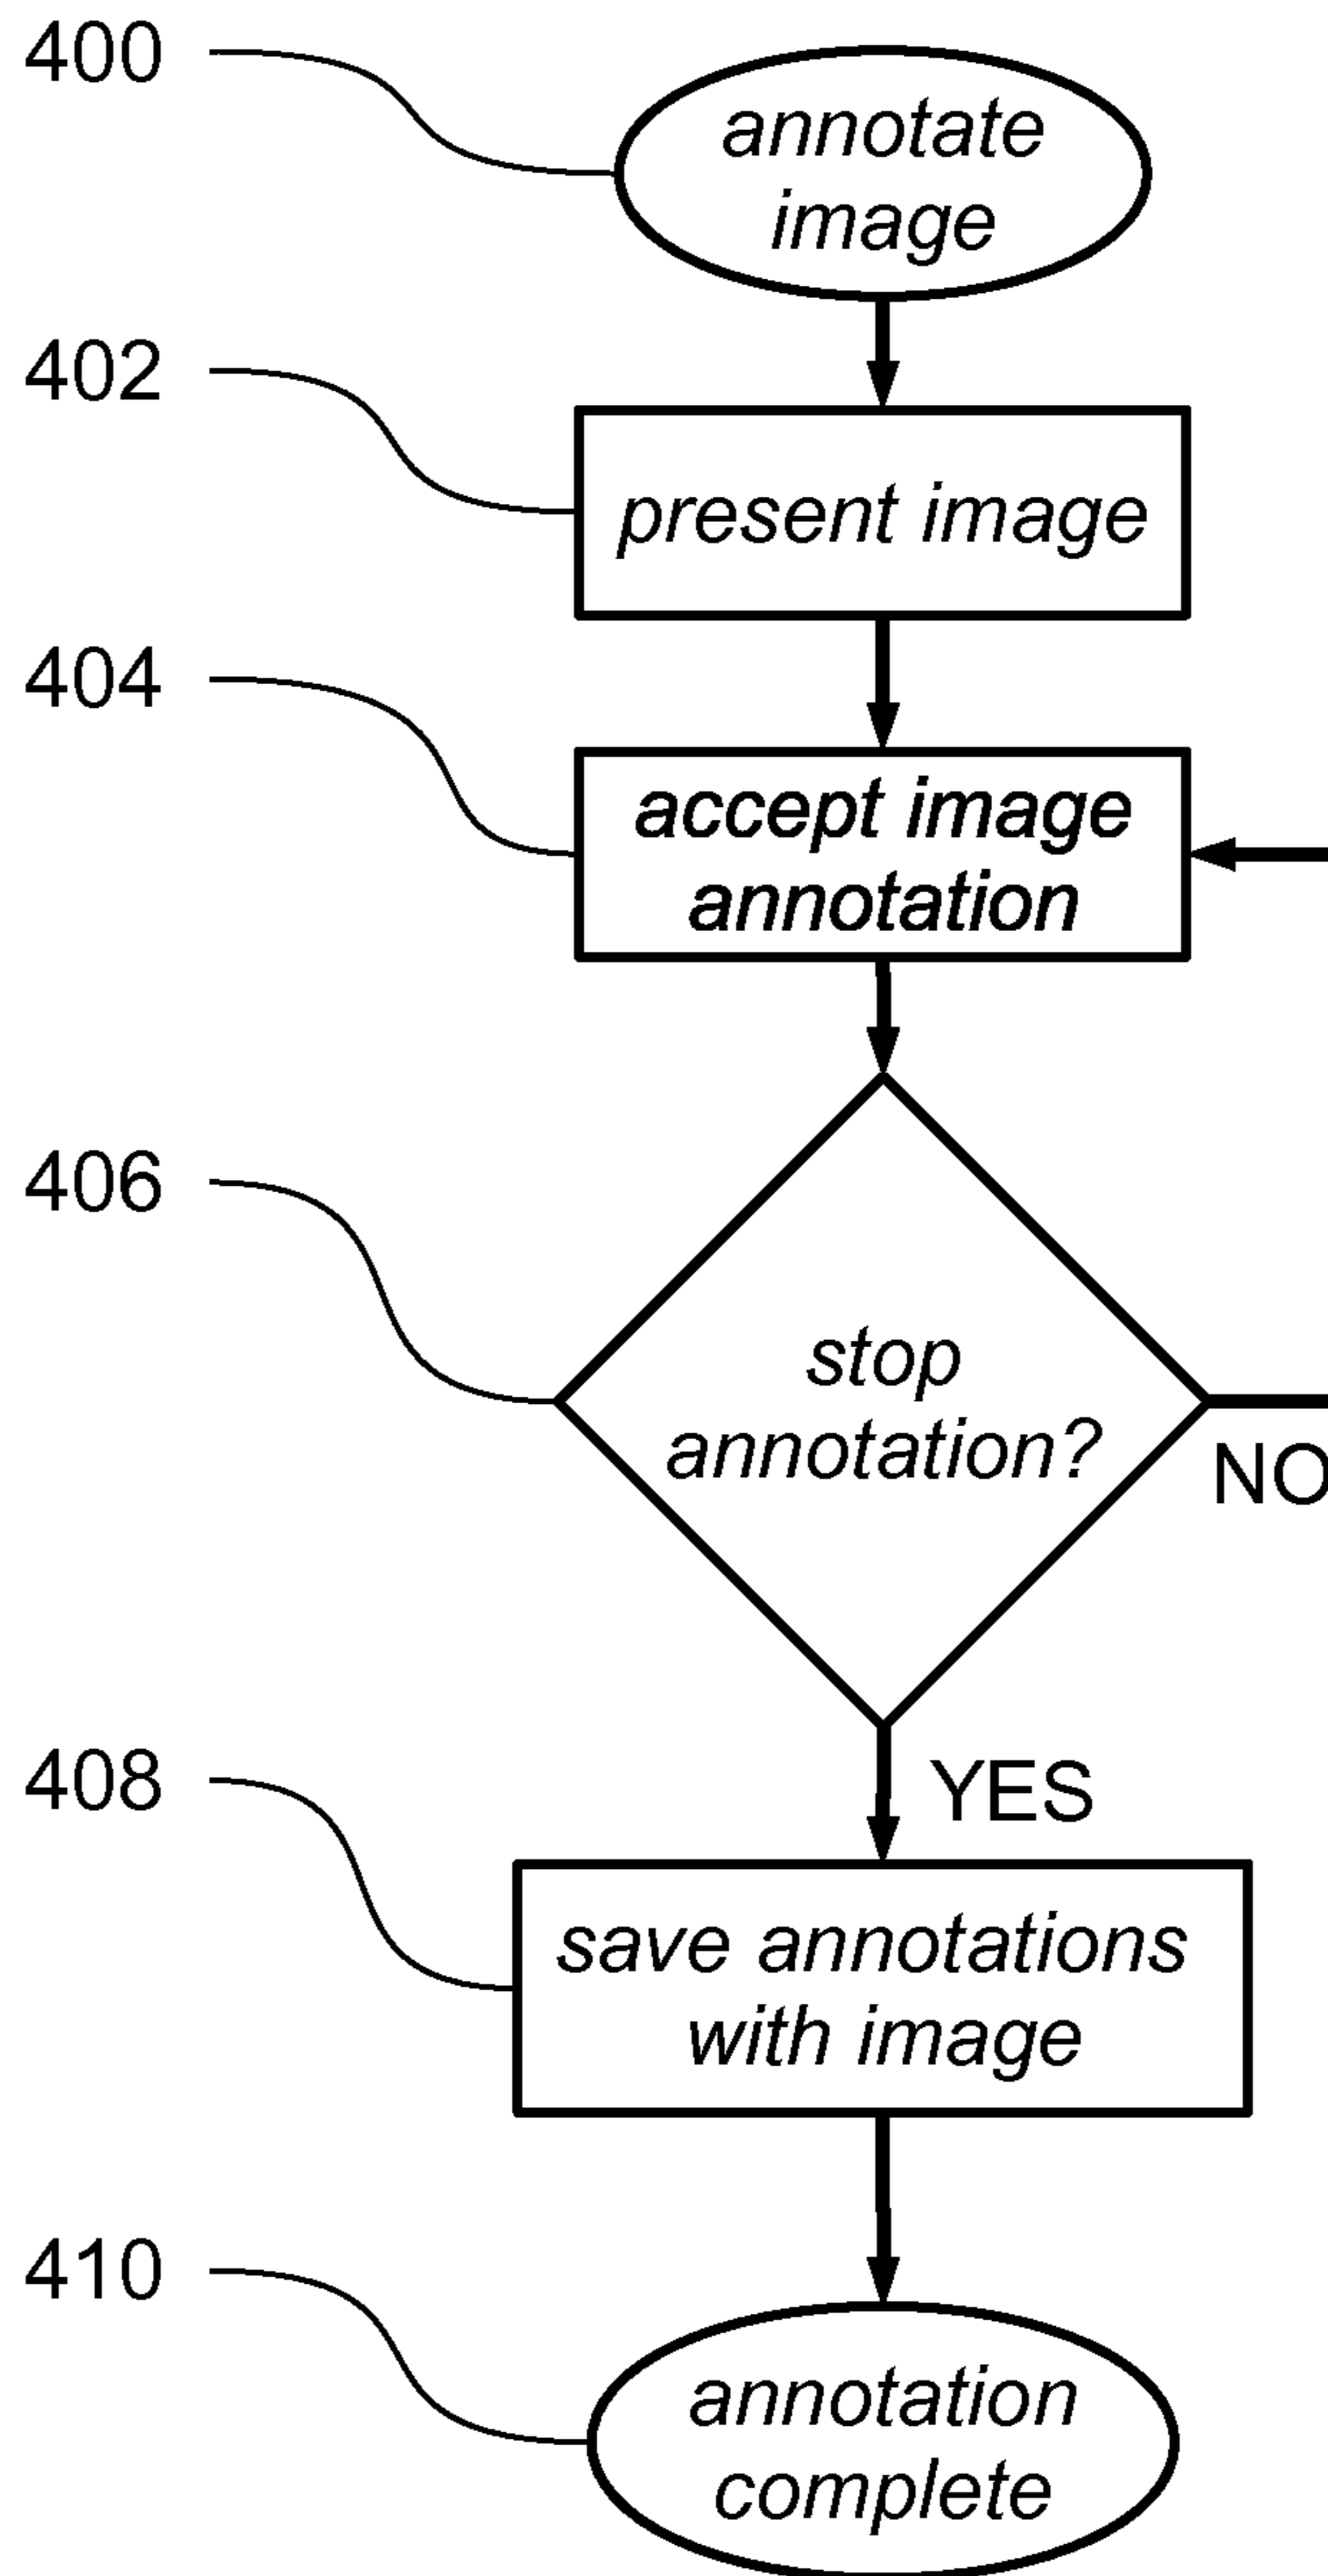 400
annotate
image
402
present image
404
accept image
annotation
406
stop
annotation?
NO
YES
408
save annotations
with image
410
annotation
complete